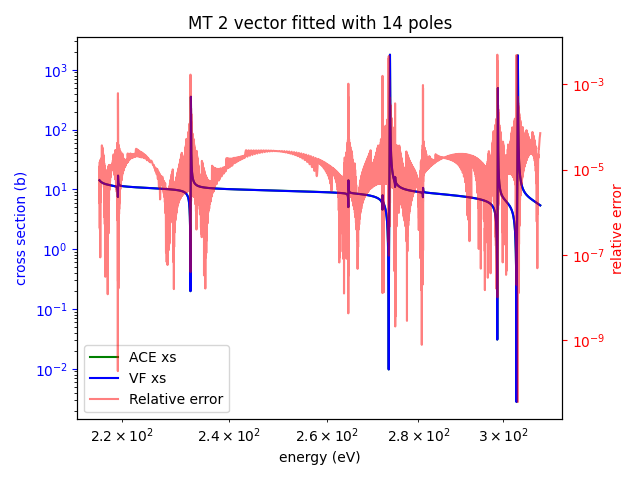 MT 2 vector fitted with 14 poles
cross section (b)
10³
10²
10¹
10⁰
10⁻¹
10⁻²
relative error
10⁻³
10⁻⁵
10⁻⁷
10⁻⁹
ACE xs
VF xs
Relative error
2.2 × 10² 2.4 × 10² 2.6 × 10² 2.8 × 10² 3 × 10²
energy (eV)